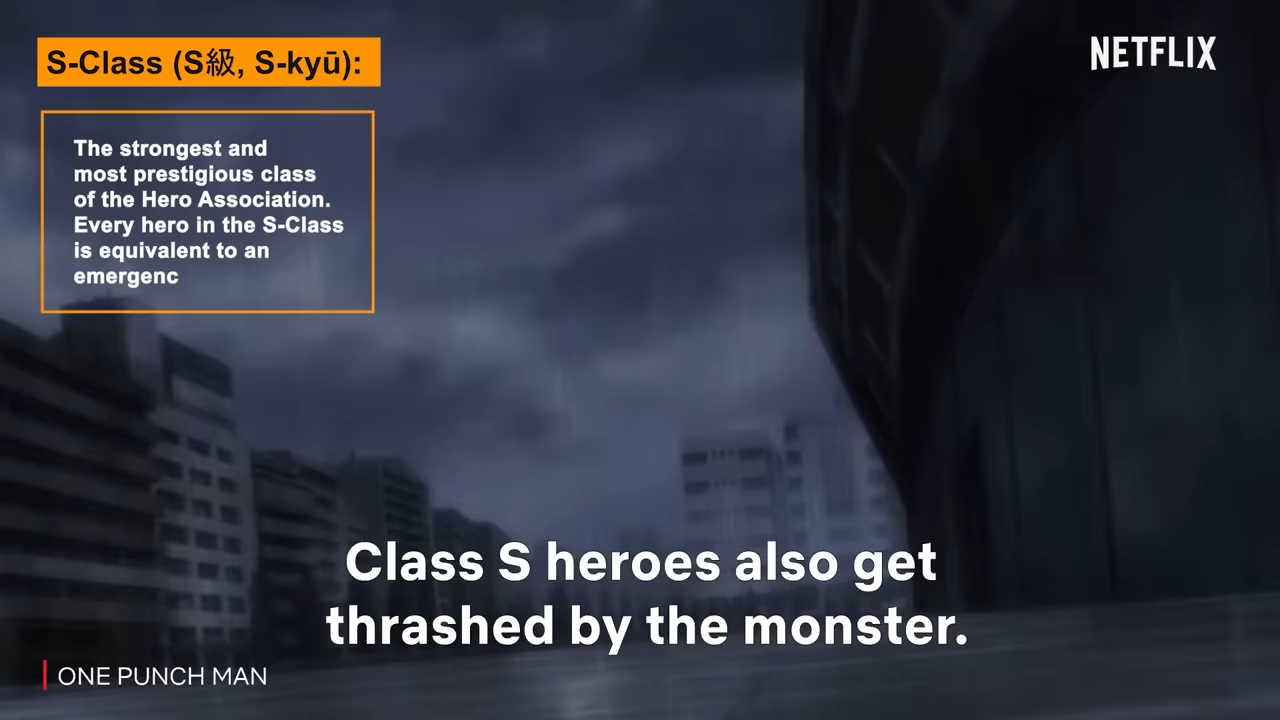 S-Class (S級, S-kyū):
NETFLIX
The strongest and
most prestigious class
of the Hero Association.
Every hero in the S-Class
is equivalent to an
emergenc
Class S heroes also get
thrashed by the monster.
ONE PUNCH MAN